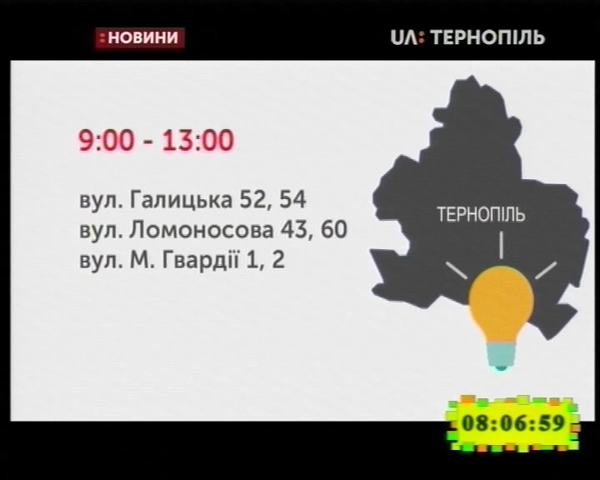 :НОВИНИ
UA: ТЕРНОПІЛЬ
9:00 - 13:00
вул. Галицька 52, 54
вул. Ломоносова 43, 60
вул. М. Гвардії 1, 2
ТЕРНОПІЛЬ
08:06:59